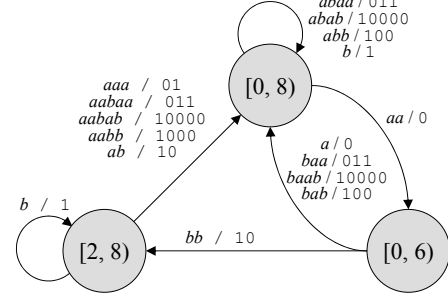 abaa / 011
abab / 10000
abb / 100
b / 1
[0, 8)
aaa / 01
aabaa / 011
aabab / 10000
aabb / 1000
ab / 10
aa / 0
a / 0
baa / 011
baab / 10000
bab / 100
b / 1
[2, 8)
bb / 10
[0, 6)